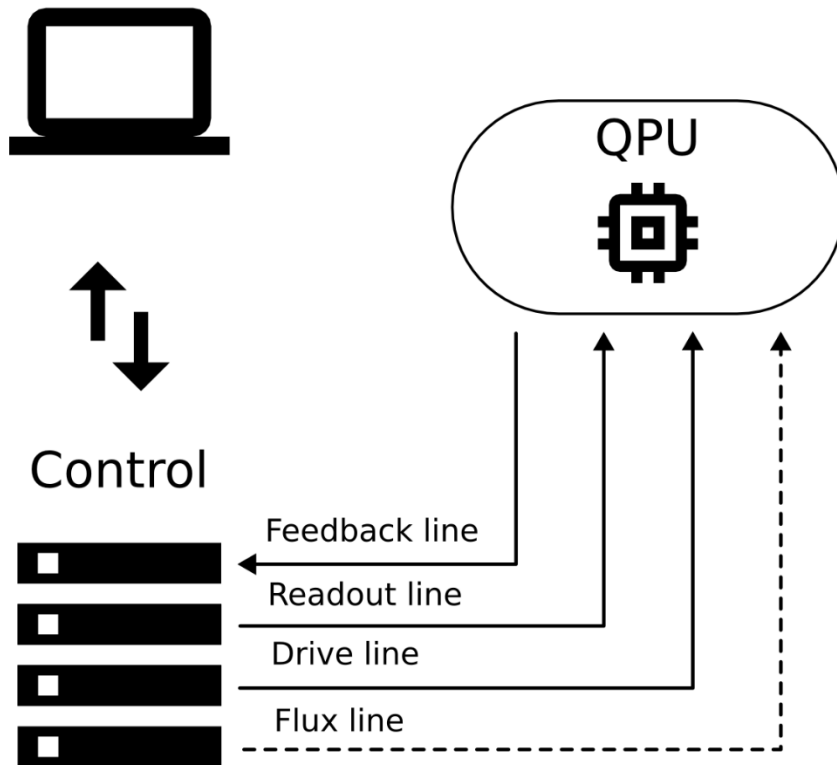 QPU
Control
Feedback line
Readout line
Drive line
Flux line